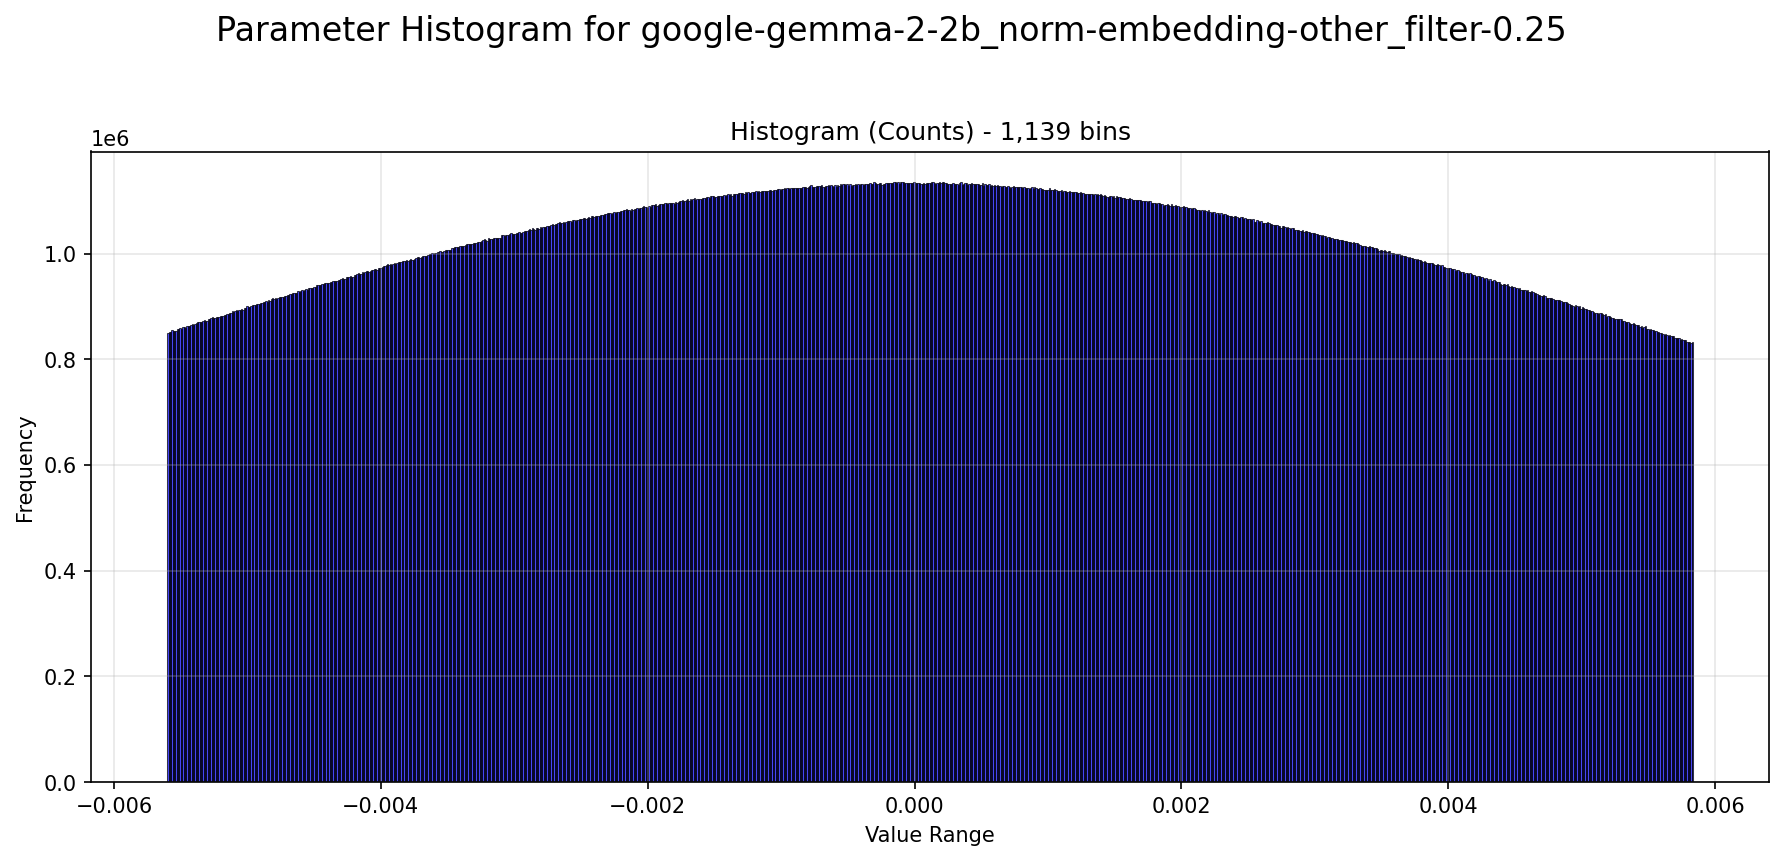 Parameter Histogram for google-gemma-2-2b_norm-embedding-other_filter-0.25
Histogram (Counts) - 1,139 bins
1e6
1.0
0.8
0.6
0.4
0.2
0.0
Frequency
−0.006 −0.004 −0.002 0.000 0.002 0.004 0.006
Value Range